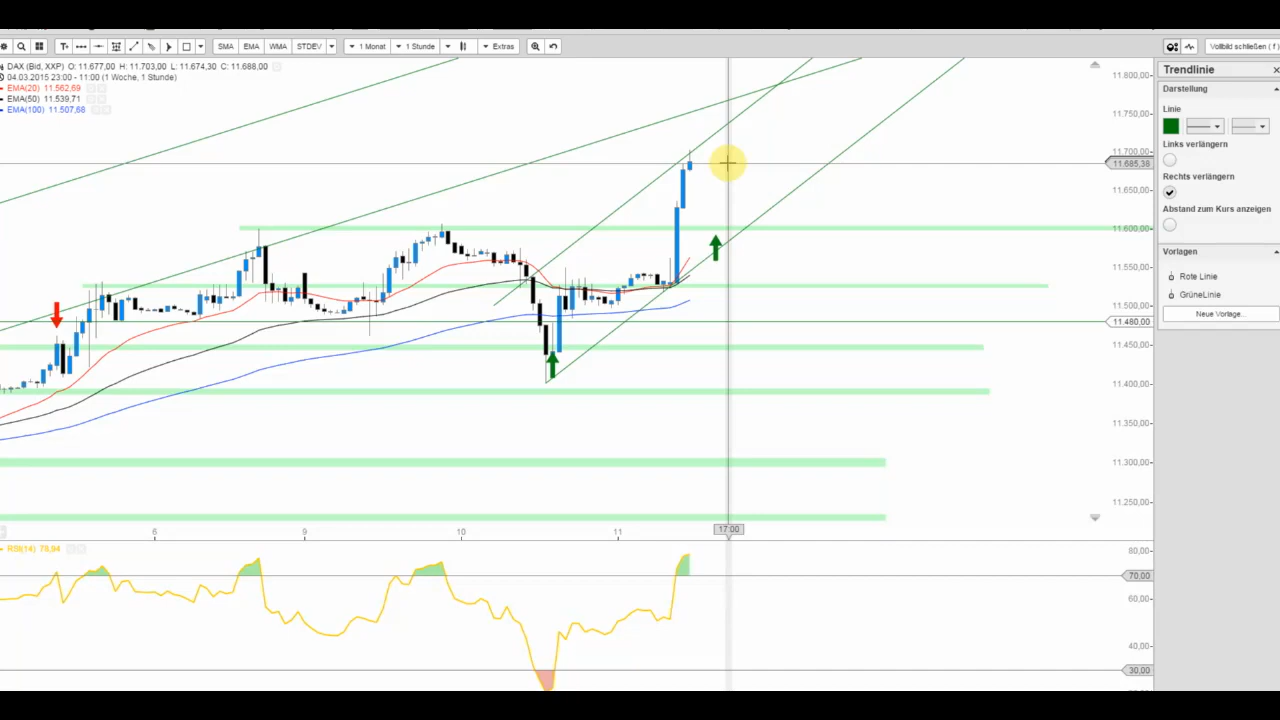 T SMA EMA WMA STDEV 1 Monat 1 Stunde Extras Vollbild schließen ( f )
DAX (Bid, XXP) O: 11.677,00 H: 11.703,00 L: 11.674,30 C: 11.688,00
04.03.2015 23:00 - 11:00 (1 Woche, 1 Stunde)
EMA(20) 11.562,69
EMA(50) 11.539,71
EMA(100) 11.507,68
11.800,00
11.750,00
11.700,00
11.685,38
11.650,00
11.600,00
11.550,00
11.500,00
11.480,00
11.450,00
11.400,00
11.350,00
11.300,00
11.250,00
6 9 10 11 17:00
RSI(14) 78,94
80,00
70,00
60,00
40,00
30,00
Trendlinie
Darstellung
Linie
Links verlängern
Rechts verlängern
Abstand zum Kurs anzeigen
Vorlagen
Rote Linie
GrüneLinie
Neue Vorlage...